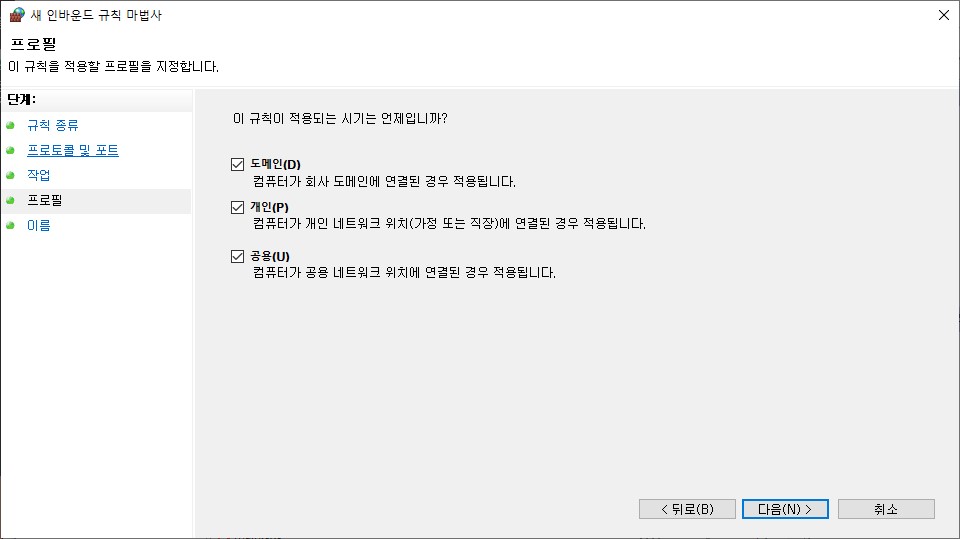 새 인바운드 규칙 마법사
프로필
이 규칙을 적용할 프로필을 지정합니다.
단계:
규칙 종류
프로토콜 및 포트
작업
프로필
이름
이 규칙이 적용되는 시기는 언제입니까?
도메인(D)
컴퓨터가 회사 도메인에 연결된 경우 적용됩니다.
개인(P)
컴퓨터가 개인 네트워크 위치(가정 또는 직장)에 연결된 경우 적용됩니다.
공용(U)
컴퓨터가 공용 네트워크 위치에 연결된 경우 적용됩니다.
< 뒤로(B)
다음(N) >
취소